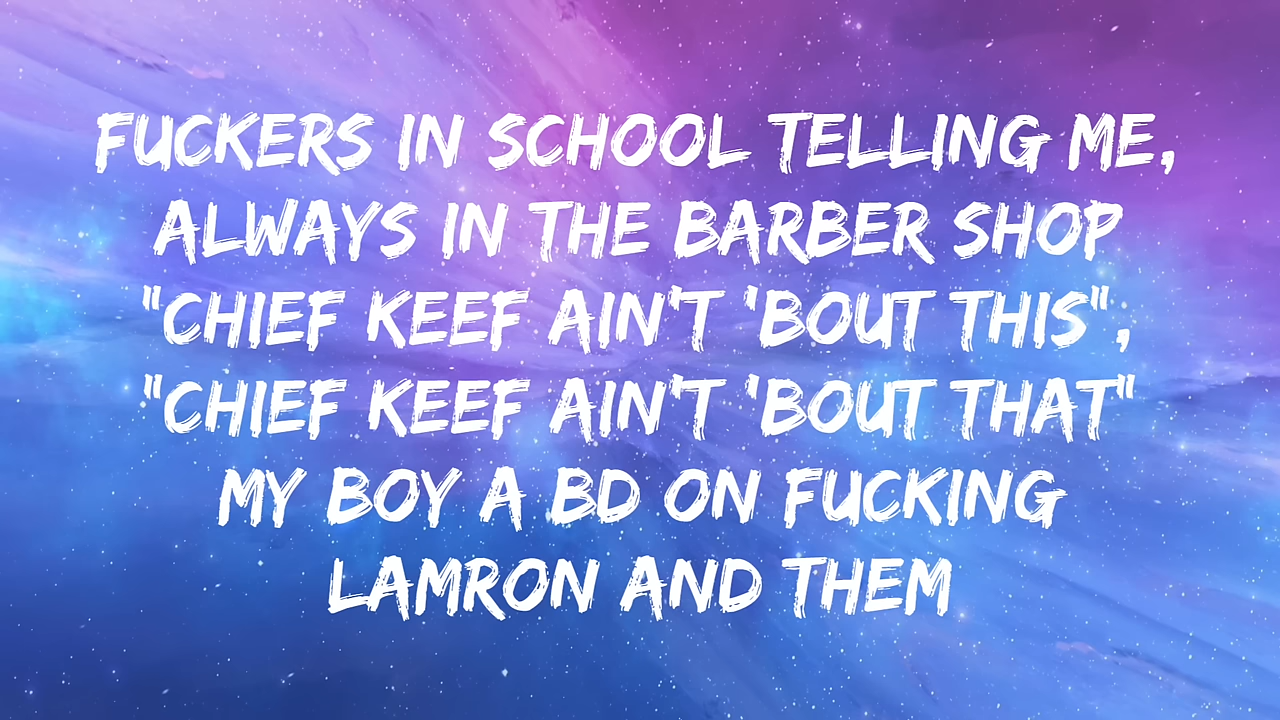 FUCKERS IN SCHOOL TELLING ME,
ALWAYS IN THE BARBER SHOP
"CHIEF KEEF AIN'T 'BOUT THIS",
"CHIEF KEEF AIN'T 'BOUT THAT"
MY BOY A BD ON FUCKING
LAMRON AND THEM